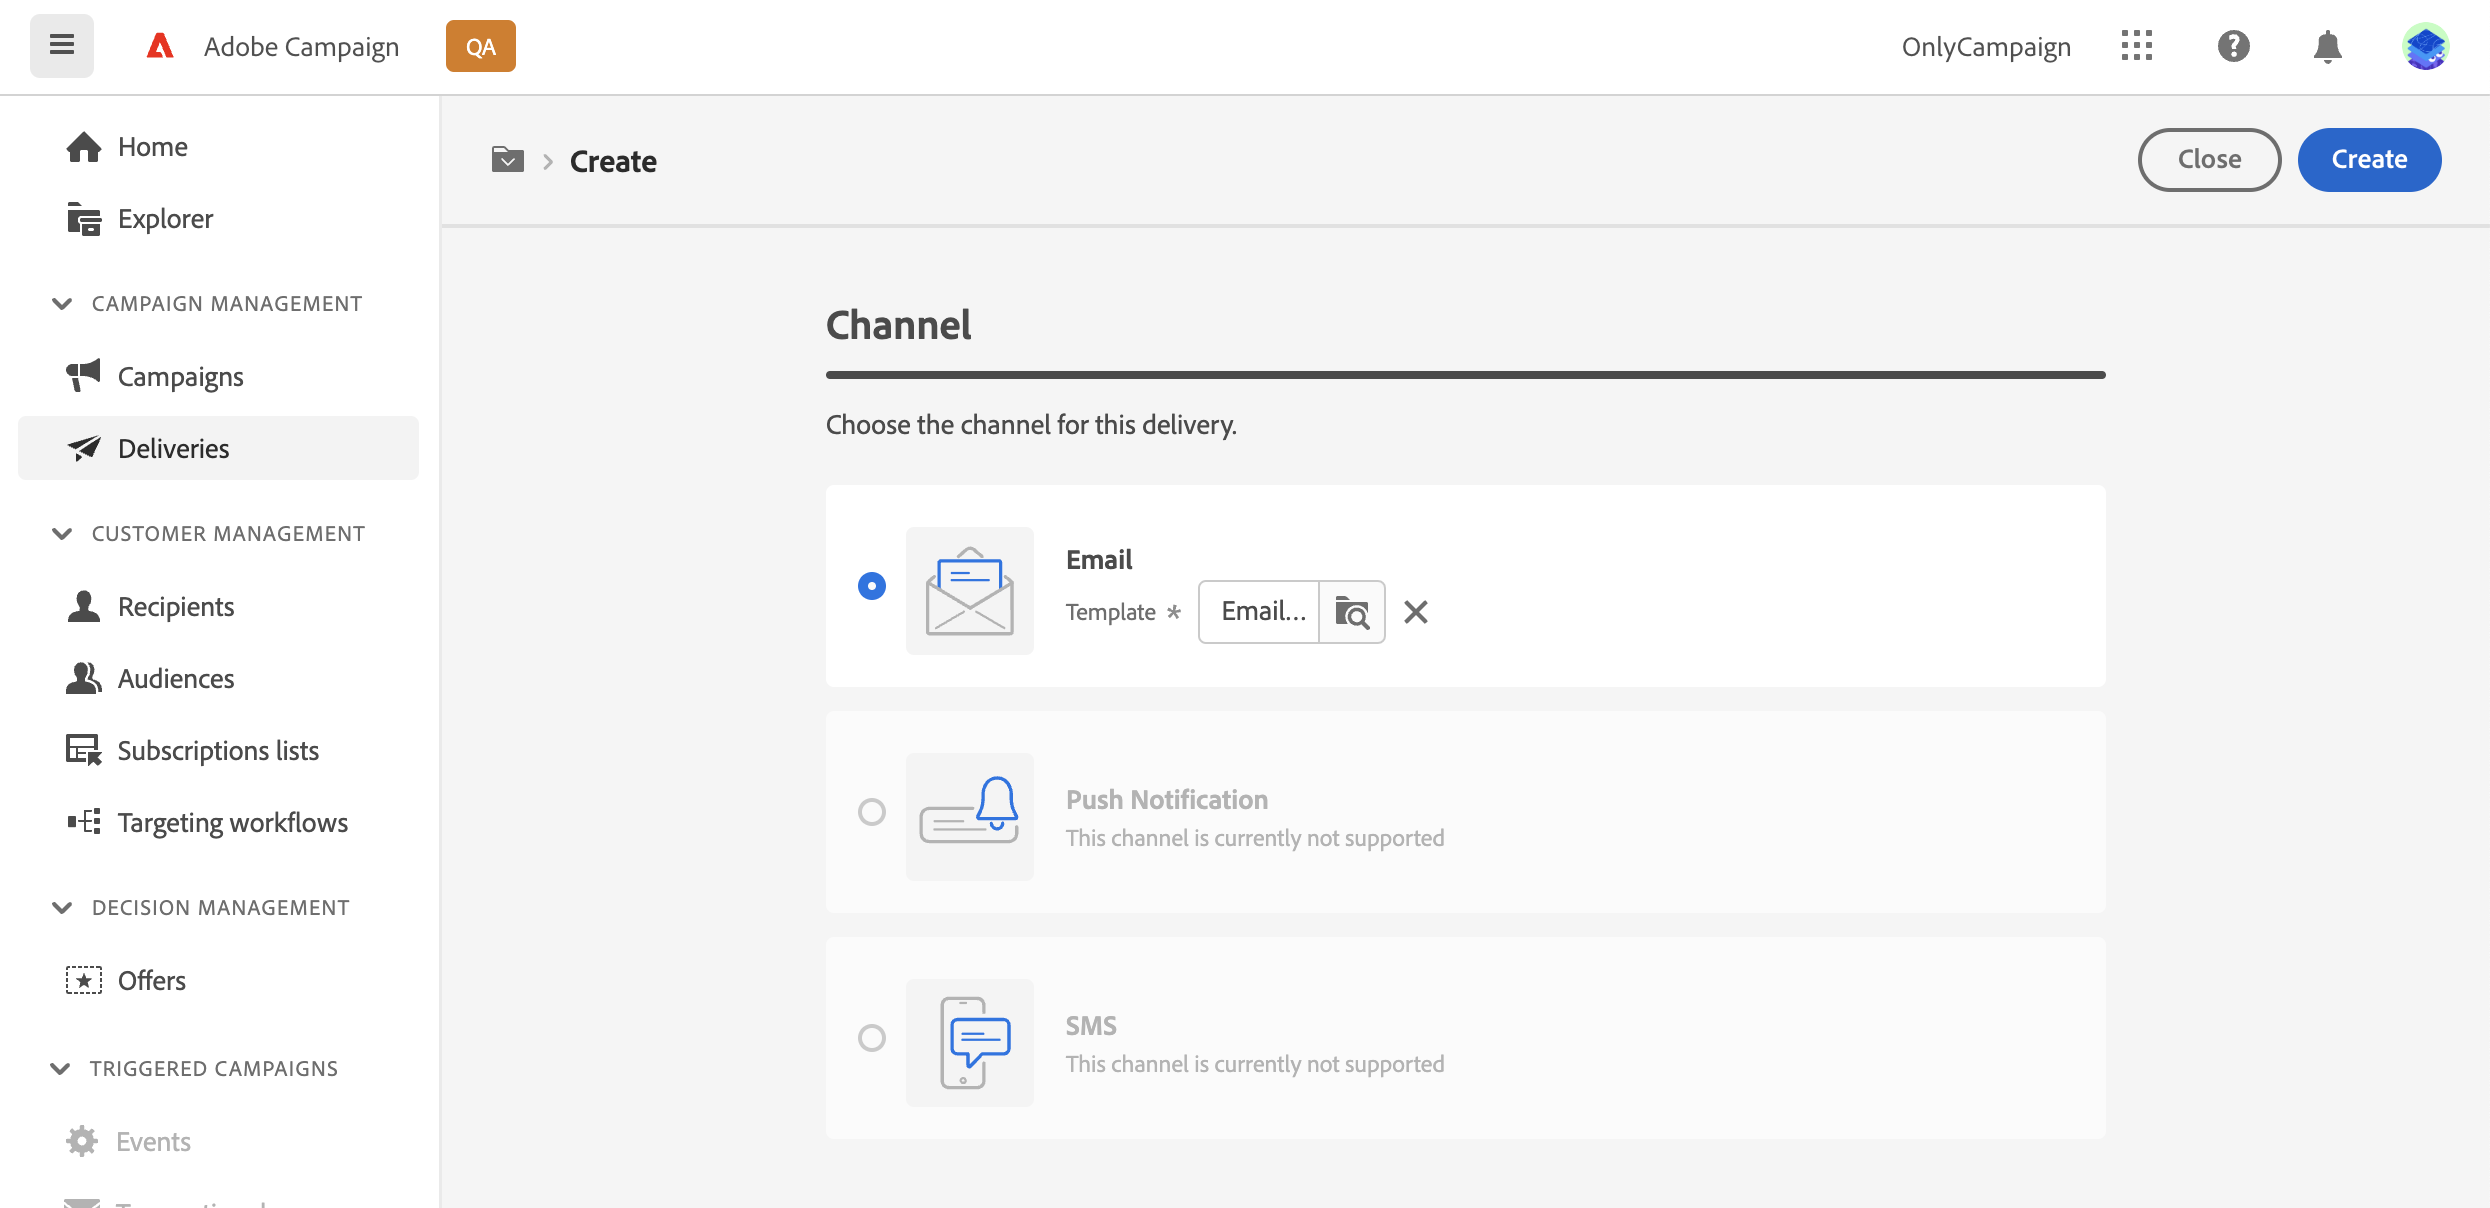 Adobe Campaign
QA
OnlyCampaign
Home
Explorer
CAMPAIGN MANAGEMENT
Campaigns
Deliveries
CUSTOMER MANAGEMENT
Recipients
Audiences
Subscriptions lists
Targeting workflows
DECISION MANAGEMENT
Offers
TRIGGERED CAMPAIGNS
Events
Create
Close
Create
Channel
Choose the channel for this delivery.
Email
Template * Email...
Push Notification
This channel is currently not supported
SMS
This channel is currently not supported